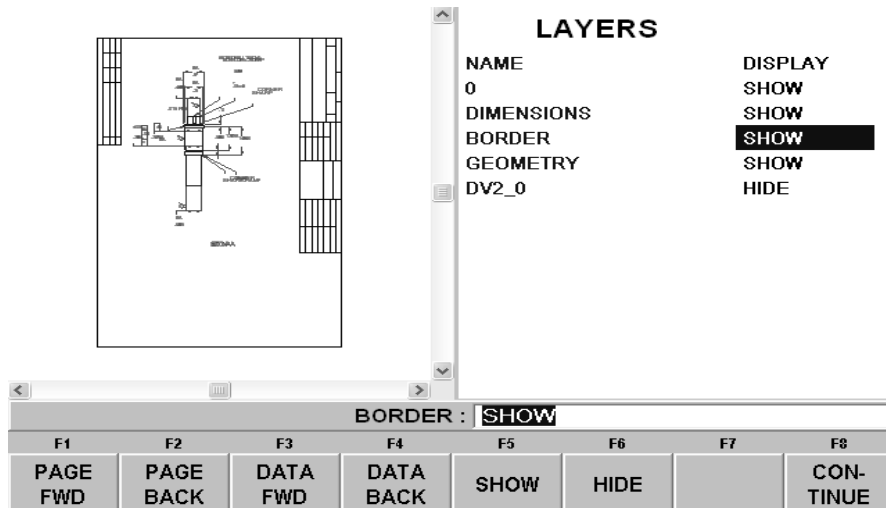 LAYERS
NAME DISPLAY
0 SHOW
DIMENSIONS SHOW
BORDER SHOW
GEOMETRY SHOW
DV2_0 HIDE
BORDER : SHOW
F1 F2 F3 F4 F5 F6 F7 F8
PAGE FWD
PAGE BACK
DATA FWD
DATA BACK
SHOW
HIDE
CON-
TINUE